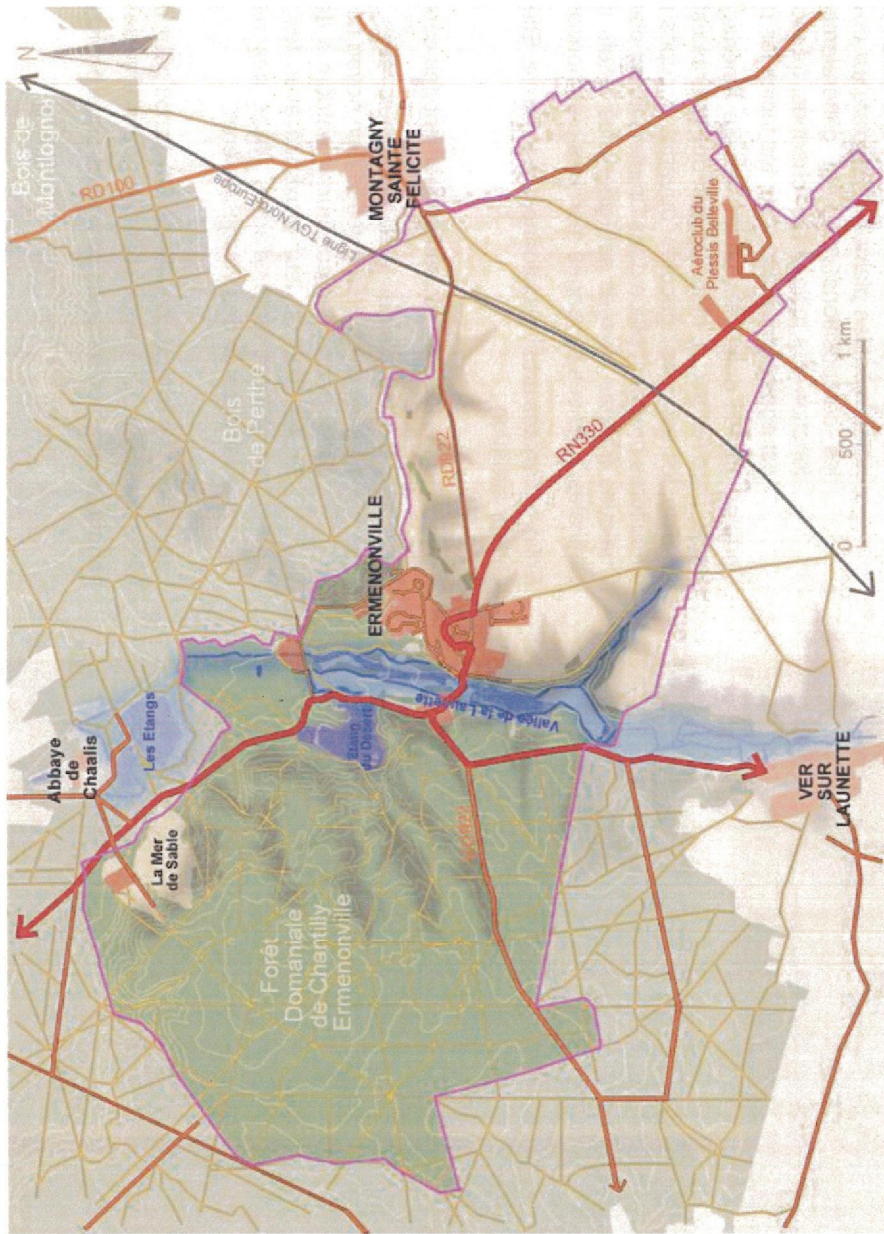 N
Bois de
Montlognon
RD100
Abbaye
de
Chaalis
Les Etangs
La Mer
de Sable
Ligne TGV Nord-Europe
Bois
de Perthe
Forêt
Domaniale
de Chantilly
Ermenonville
MONTAGNY
SAINTE
FELICITE
ERMENONVILLE
Etang
du Désert
RD922
Vallée de la Launette
RN330
Aéroclub du
Plessis Belleville
VER
SUR
LAUNETTE
0 500 1 km